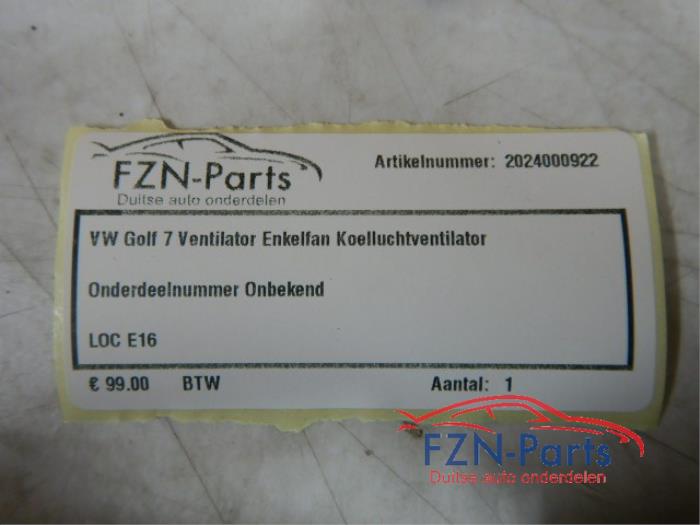 FZN-Parts
Duitse auto onderdelen
Artikelnummer: 2024000922
VW Golf 7 Ventilator Enkelfan Koelluchtventilator
Onderdeelnummer Onbekend
LOC E16
€ 99.00 BTW Aantal: 1
FZN-Parts
Duitse auto onderdelen